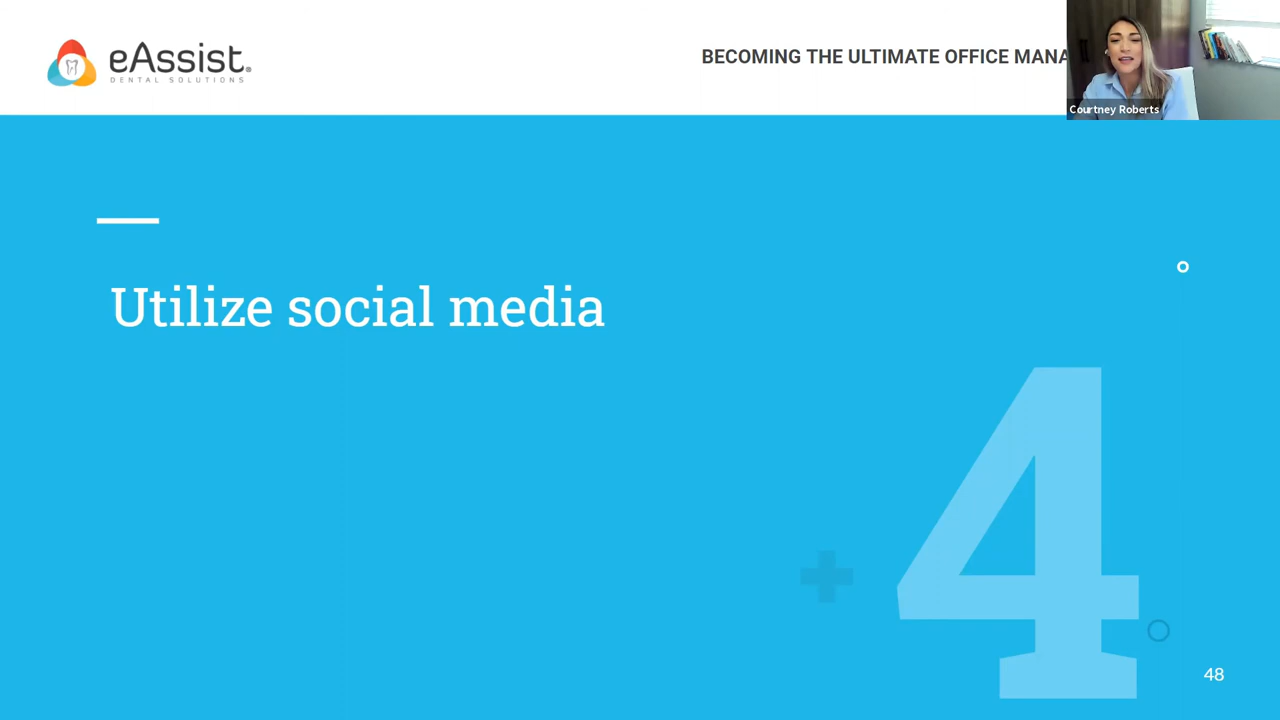 eAssist.
DENTAL SOLUTIONS
BECOMING THE ULTIMATE OFFICE MANA
Courtney Roberts
Utilize social media
4
48